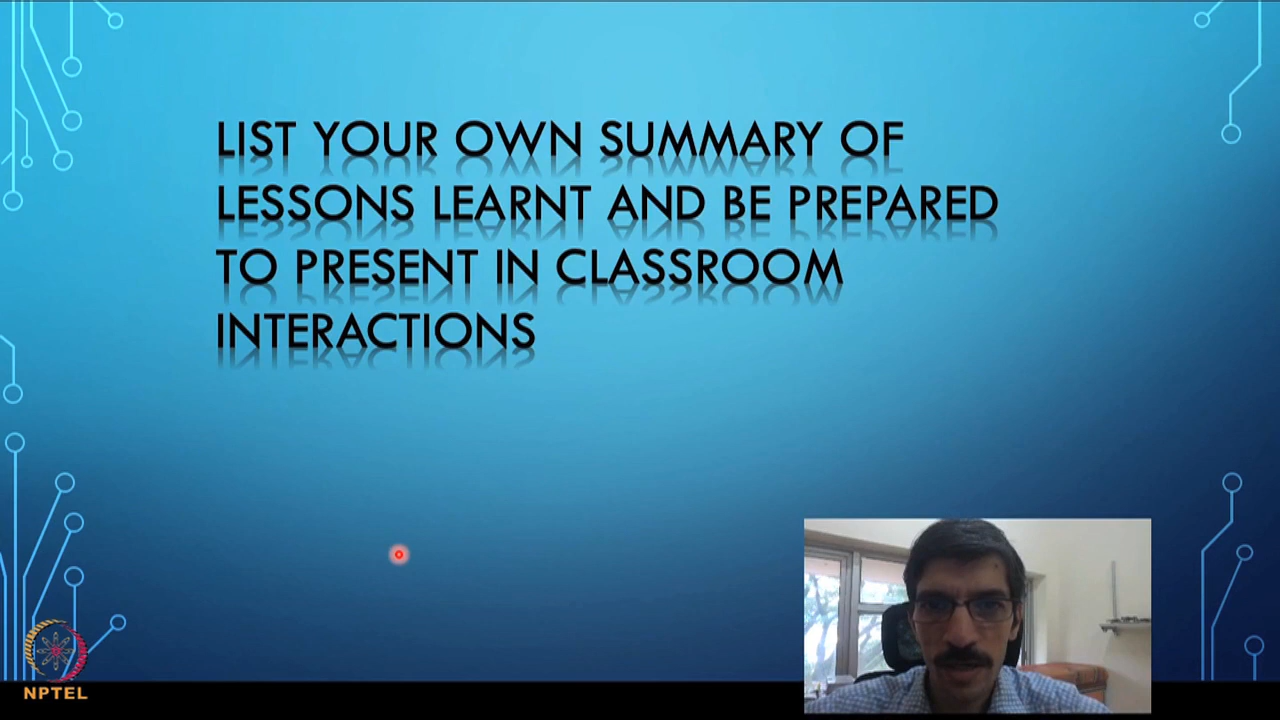 LIST YOUR OWN SUMMARY OF
LESSONS LEARNT AND BE PREPARED
TO PRESENT IN CLASSROOM
INTERACTIONS
NPTEL